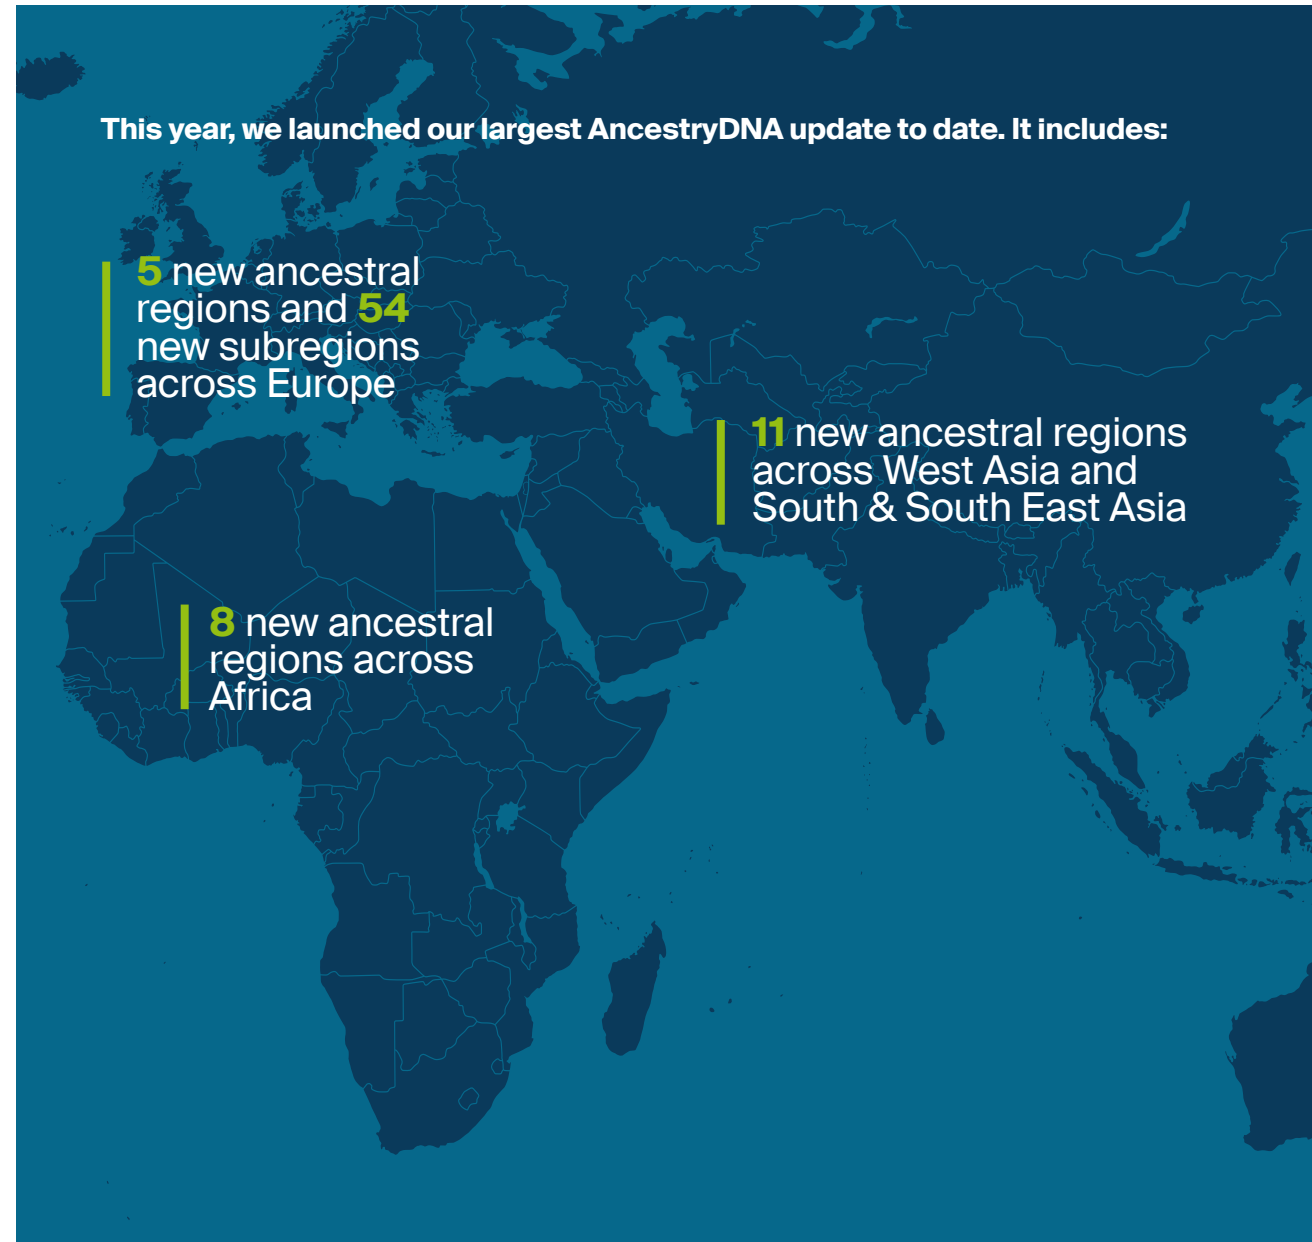 This year, we launched our largest AncestryDNA update to date. It includes:
5 new ancestral
regions and 54
new subregions
across Europe
11 new ancestral regions
across West Asia and
South & South East Asia
8 new ancestral
regions across
Africa